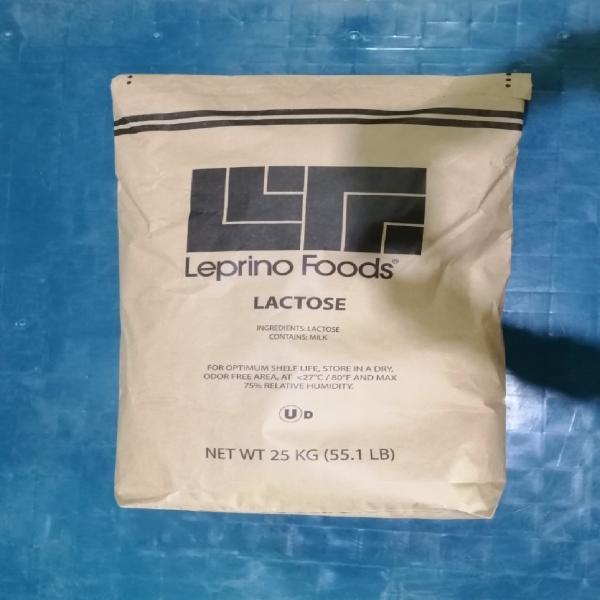 Leprino Foods®
LACTOSE
INGREDIENTS: LACTOSE
CONTAINS: MILK
FOR OPTIMUM SHELF LIFE, STORE IN A DRY,
ODOR FREE AREA, AT <27°C / 80°F AND MAX
75% RELATIVE HUMIDITY.
U D
NET WT 25 KG (55.1 LB)